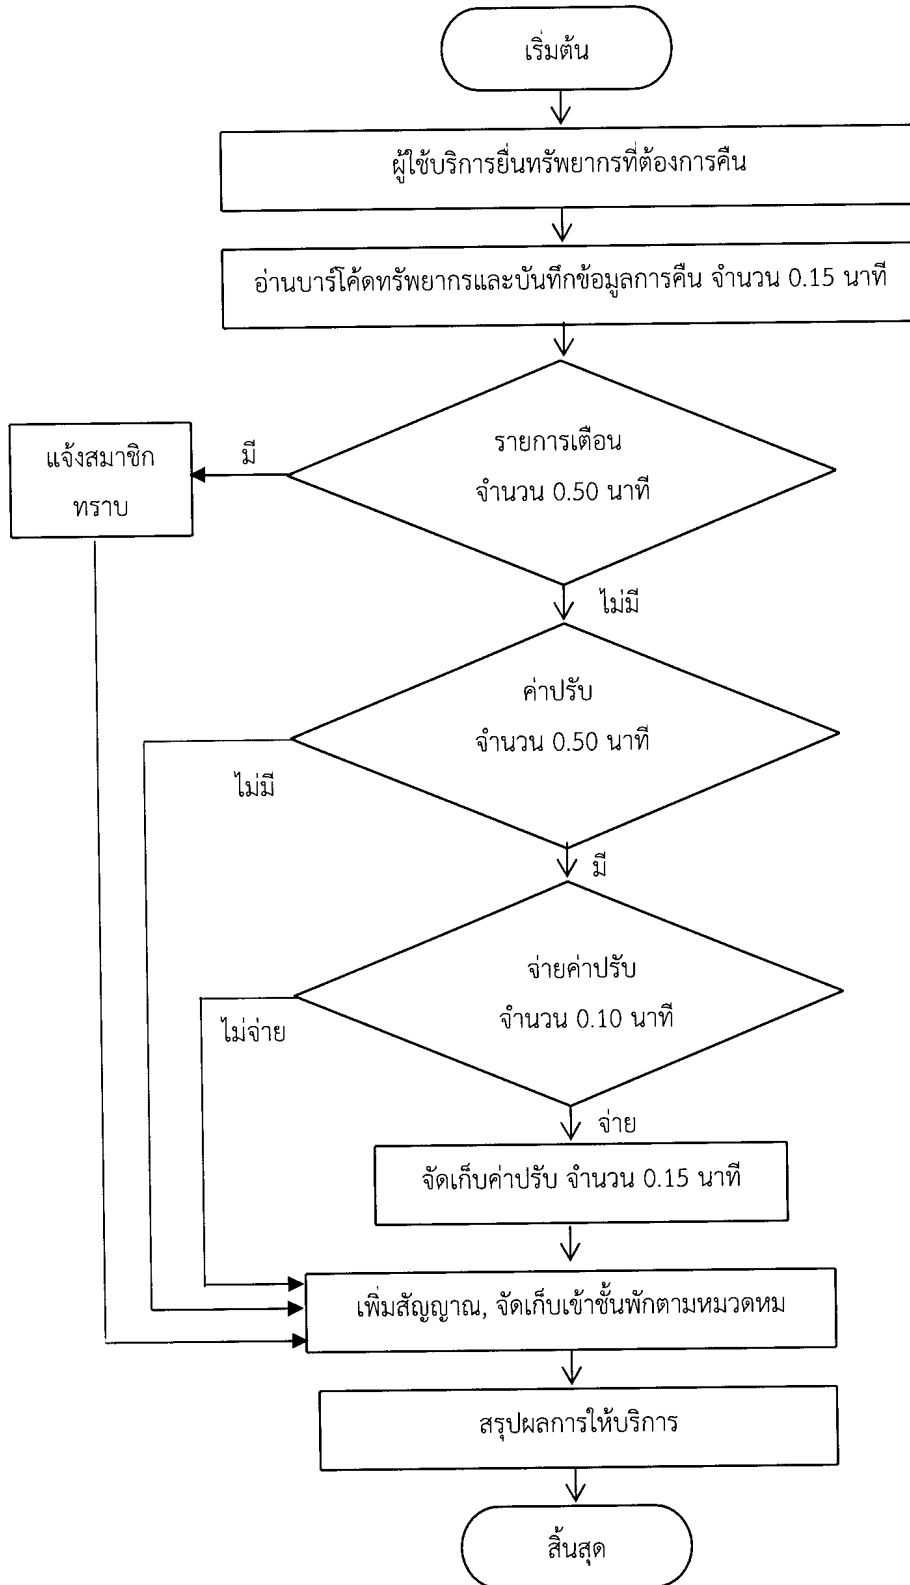 เริ่มต้น
ผู้ใช้บริการยื่นทรัพยากรที่ต้องการคืน
อ่านบาร์โค้ดทรัพยากรและบันทึกข้อมูลการคืน จำนวน 0.15 นาที
รายการเตือน
จำนวน 0.50 นาที
มี
แจ้งสมาชิก
ทราบ
ไม่มี
ค่าปรับ
จำนวน 0.50 นาที
ไม่มี
มี
จ่ายค่าปรับ
จำนวน 0.10 นาที
ไม่จ่าย
จ่าย
จัดเก็บค่าปรับ จำนวน 0.15 นาที
เพิ่มสัญญาณ, จัดเก็บเข้าชั้นพักตามหมวดหม
สรุปผลการให้บริการ
สิ้นสุด